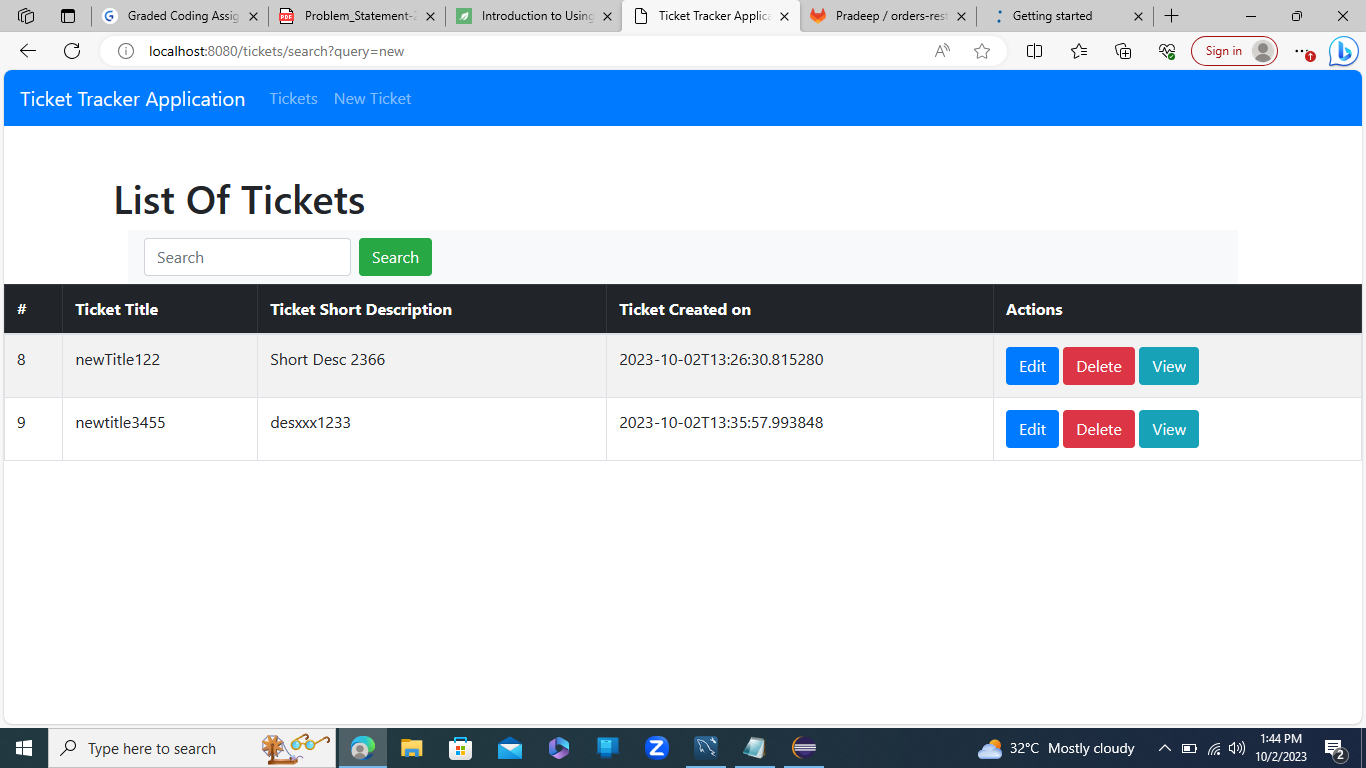 Graded Coding Assig
Problem_Statement-
Introduction to Using
Ticket Tracker Applica
Pradeep / orders-rest
Getting started
localhost:8080/tickets/search?query=new
Sign in
Ticket Tracker Application Tickets New Ticket
List Of Tickets
Search Search
# Ticket Title Ticket Short Description Ticket Created on Actions
8 newTitle122 Short Desc 2366 2023-10-02T13:26:30.815280 Edit Delete View
9 newtitle3455 desxxx1233 2023-10-02T13:35:57.993848 Edit Delete View
Type here to search
32°C Mostly cloudy
1:44 PM
10/2/2023
2